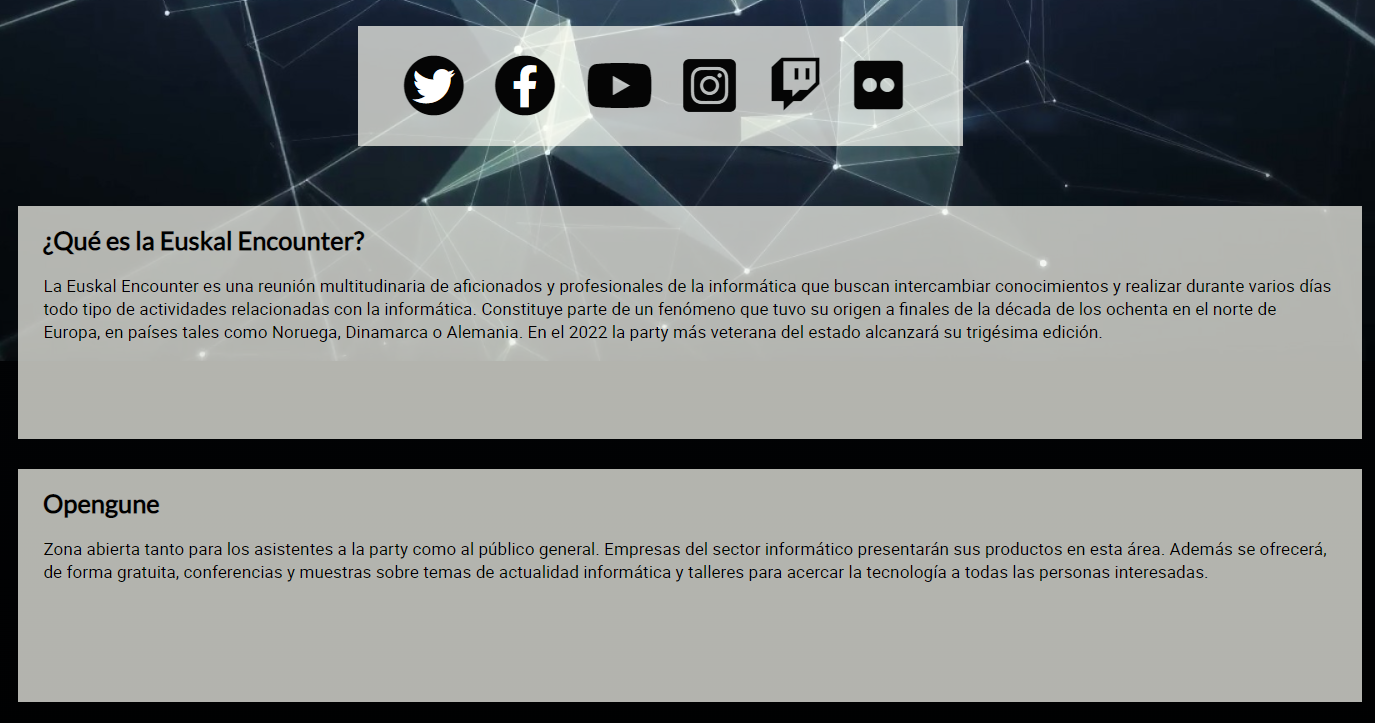 ¿Qué es la Euskal Encounter?
La Euskal Encounter es una reunión multitudinaria de aficionados y profesionales de la informática que buscan intercambiar conocimientos y realizar durante varios días
todo tipo de actividades relacionadas con la informática. Constituye parte de un fenómeno que tuvo su origen a finales de la década de los ochenta en el norte de
Europa, en países tales como Noruega, Dinamarca o Alemania. En el 2022 la party más veterana del estado alcanzará su trigésima edición.
Opengune
Zona abierta tanto para los asistentes a la party como al público general. Empresas del sector informático presentarán sus productos en esta área. Además se ofrecerá,
de forma gratuita, conferencias y muestras sobre temas de actualidad informática y talleres para acercar la tecnología a todas las personas interesadas.